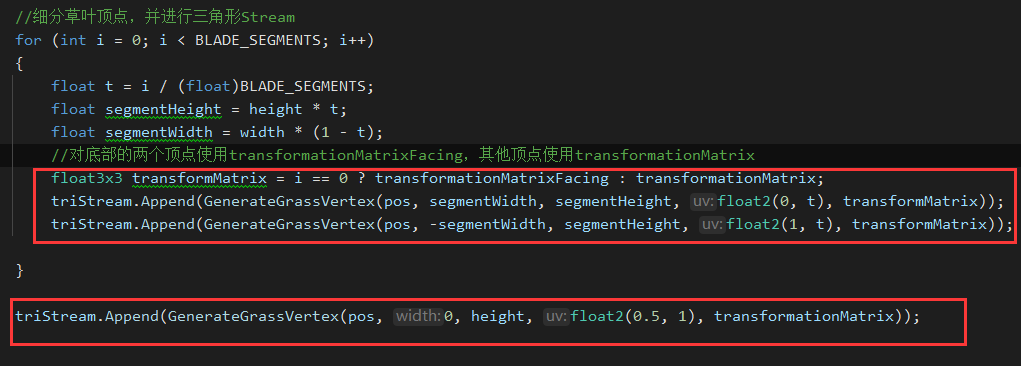 //细分草叶顶点，并进行三角形Stream
for (int i = 0; i < BLADE_SEGMENTS; i++)
{
float t = i / (float)BLADE_SEGMENTS;
float segmentHeight = height * t;
float segmentWidth = width * (1 - t);
//对底部的两个顶点使用transformationMatrixFacing，其他顶点使用transformationMatrix
float3x3 transformMatrix = i == 0 ? transformationMatrixFacing : transformationMatrix;
triStream.Append(GenerateGrassVertex(pos, segmentWidth, segmentHeight, uv:float2(0, t), transformMatrix));
triStream.Append(GenerateGrassVertex(pos, -segmentWidth, segmentHeight, uv:float2(1, t), transformMatrix));
}
triStream.Append(GenerateGrassVertex(pos, width:0, height, uv:float2(0.5, 1), transformationMatrix));